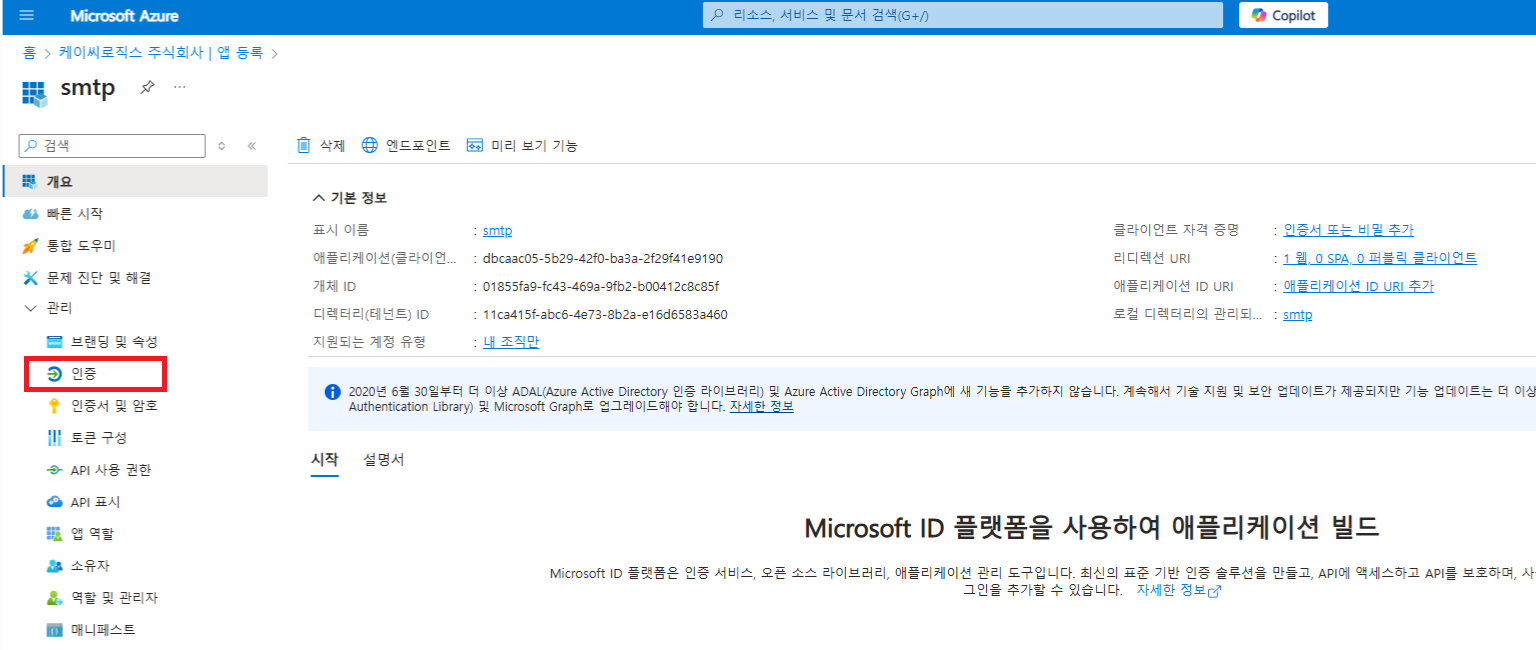 Microsoft Azure
리소스, 서비스 및 문서 검색(G+/)
Copilot
홈 > 케이씨로직스 주식회사 | 앱 등록 >
smtp
검색
삭제 엔드포인트 미리 보기 기능
개요
빠른 시작
통합 도우미
문제 진단 및 해결
관리
브랜딩 및 속성
인증
인증서 및 암호
토큰 구성
API 사용 권한
API 표시
앱 역할
소유자
역할 및 관리자
매니페스트
기본 정보
표시 이름 : smtp
애플리케이션(클라이언... : dbcaac05-5b29-42f0-ba3a-2f29f41e9190
개체 ID : 01855fa9-fc43-469a-9fb2-b00412c8c85f
디렉터리(테넌트) ID : 11ca415f-abc6-4e73-8b2a-e16d6583a460
지원되는 계정 유형 : 내 조직만
클라이언트 자격 증명 : 인증서 또는 비밀 추가
리디렉션 URI : 1 웹, 0 SPA, 0 퍼블릭 클라이언트
애플리케이션 ID URI : 애플리케이션 ID URI 추가
로컬 디렉터리의 관리되... : smtp
2020년 6월 30일부터 더 이상 ADAL(Azure Active Directory 인증 라이브러리) 및 Azure Active Directory Graph에 새 기능을 추가하지 않습니다. 계속해서 기술 지원 및 보안 업데이트가 제공되지만 기능 업데이트는 더 이상
Authentication Library) 및 Microsoft Graph로 업그레이드해야 합니다. 자세한 정보
시작 설명서
Microsoft ID 플랫폼을 사용하여 애플리케이션 빌드
Microsoft ID 플랫폼은 인증 서비스, 오픈 소스 라이브러리, 애플리케이션 관리 도구입니다. 최신의 표준 기반 인증 솔루션을 만들고, API에 액세스하고 API를 보호하며, 사
그인을 추가할 수 있습니다. 자세한 정보